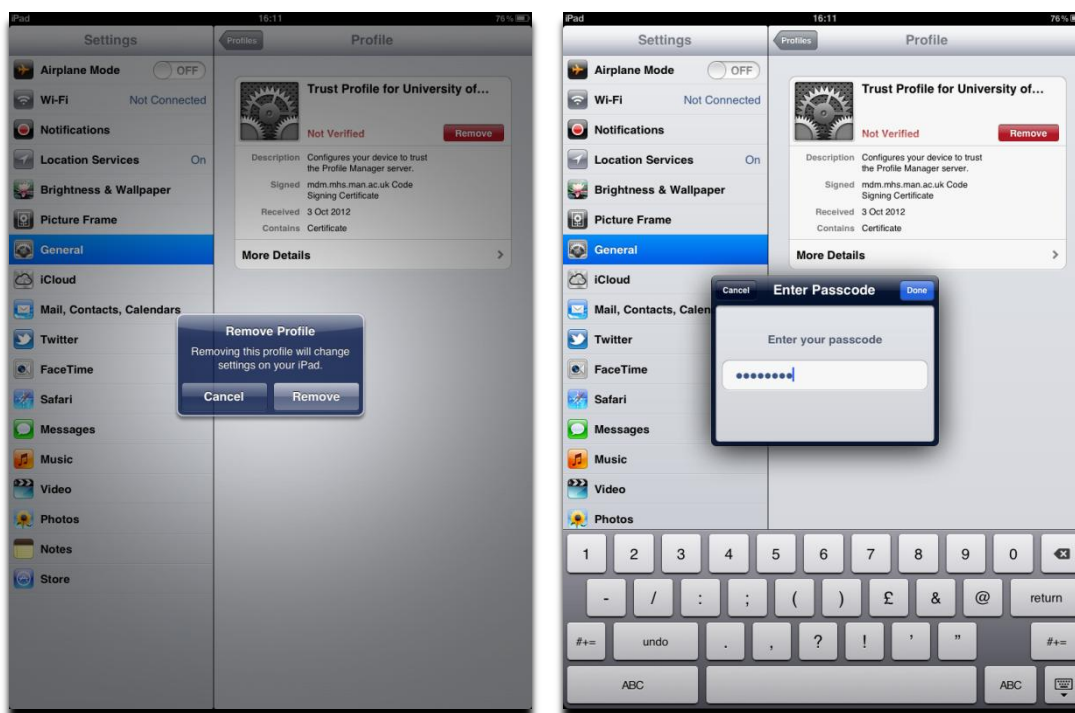 iPad 16:11 76%
Settings
Airplane Mode OFF
Wi-Fi Not Connected
Notifications
Location Services On
Brightness & Wallpaper
Picture Frame
General
iCloud
Mail, Contacts, Calendars
Twitter
FaceTime
Safari
Messages
Music
Video
Photos
Notes
Store
Profiles Profile
Trust Profile for University of...
Not Verified Remove
Description Configures your device to trust
the Profile Manager server.
Signed mdm.mhs.man.ac.uk Code
Signing Certificate
Received 3 Oct 2012
Contains Certificate
More Details
Remove Profile
Removing this profile will change
settings on your iPad.
Cancel Remove
iPad 16:11 76%
Settings
Airplane Mode OFF
Wi-Fi Not Connected
Notifications
Location Services On
Brightness & Wallpaper
Picture Frame
General
iCloud
Mail, Contacts, Calen
Twitter
FaceTime
Safari
Messages
Music
Video
Photos
Profiles Profile
Trust Profile for University of...
Not Verified Remove
Description Configures your device to trust
the Profile Manager server.
Signed mdm.mhs.man.ac.uk Code
Signing Certificate
Received 3 Oct 2012
Contains Certificate
More Details
Cancel Enter Passcode Done
Enter your passcode
••••••••
1 2 3 4 5 6 7 8 9 0
- / : ; ( ) £ & @ return
#+= undo . , ? ! ' " #+=
ABC ABC